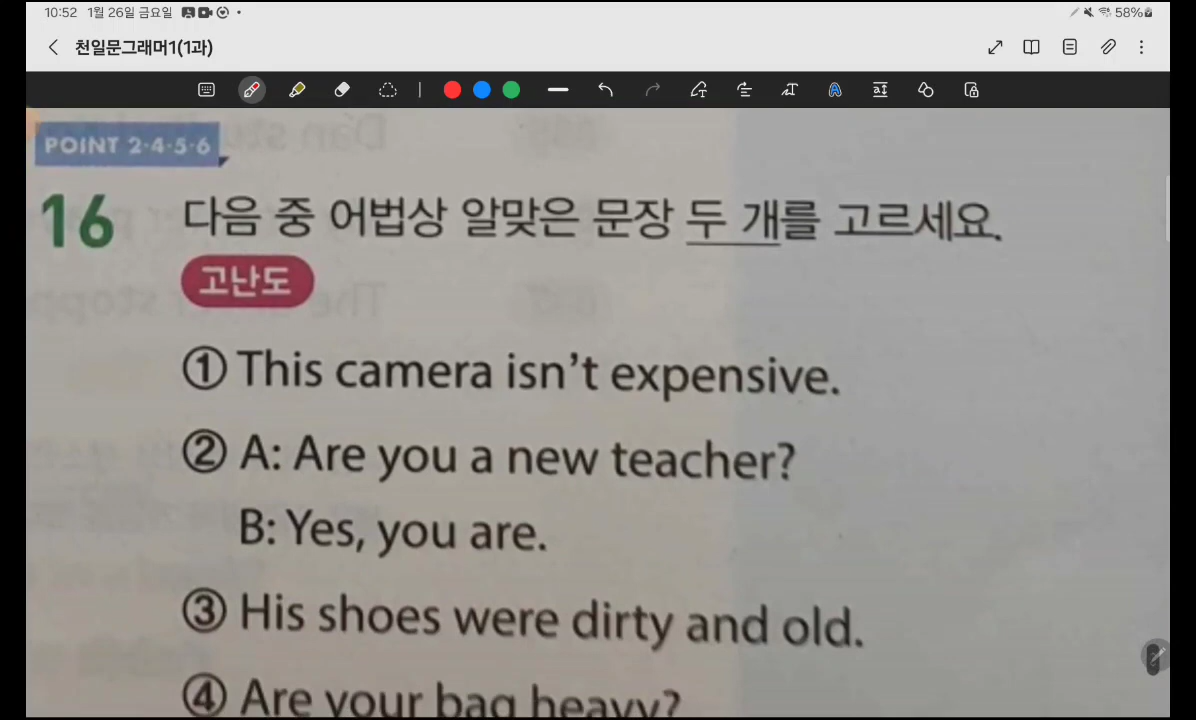 10:52 1월 26일 금요일
58%
천일문그래머1(1과)
POINT 2·4·5·6
16 다음 중 어법상 알맞은 문장 두 개를 고르세요.
고난도
① This camera isn't expensive.
② A: Are you a new teacher?
B: Yes, you are.
③ His shoes were dirty and old.
④ Are your bag heavy?